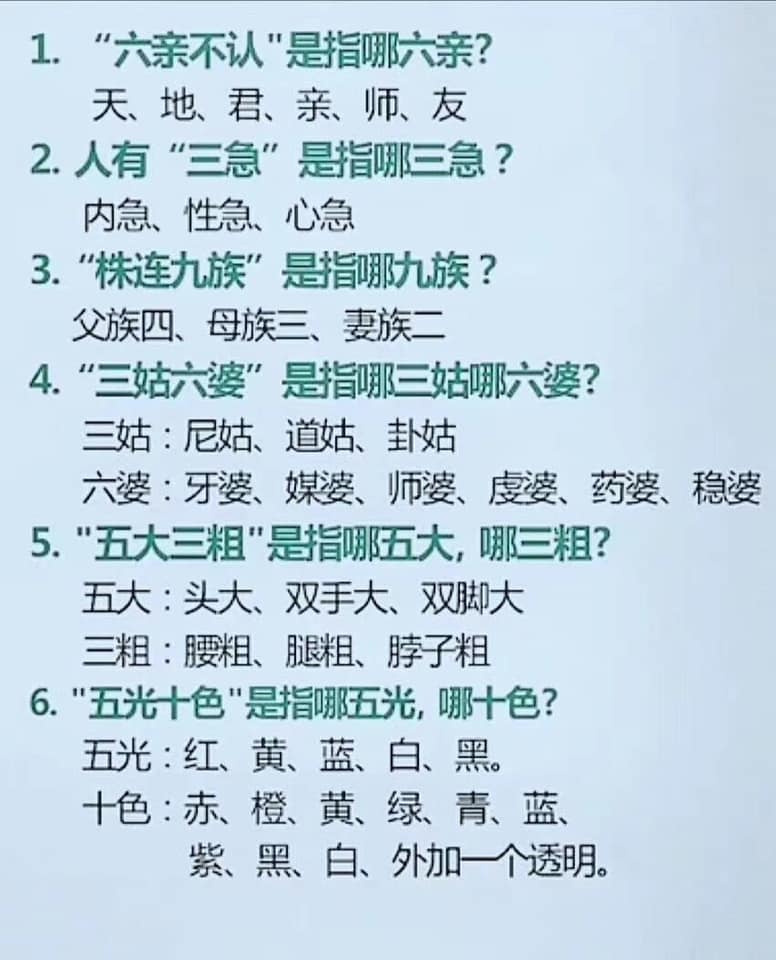 1. “六亲不认"是指哪六亲?
天、地、君、亲、师、友
2. 人有“三急”是指哪三急？
内急、性急、心急
3. “株连九族”是指哪九族？
父族四、母族三、妻族二
4. “三姑六婆”是指哪三姑哪六婆?
三姑：尼姑、道姑、卦姑
六婆：牙婆、媒婆、师婆、虔婆、药婆、稳婆
5. "五大三粗"是指哪五大, 哪三粗?
五大：头大、双手大、双脚大
三粗：腰粗、腿粗、脖子粗
6. "五光十色"是指哪五光, 哪十色?
五光：红、黄、蓝、白、黑。
十色：赤、橙、黄、绿、青、蓝、
紫、黑、白、外加一个透明。